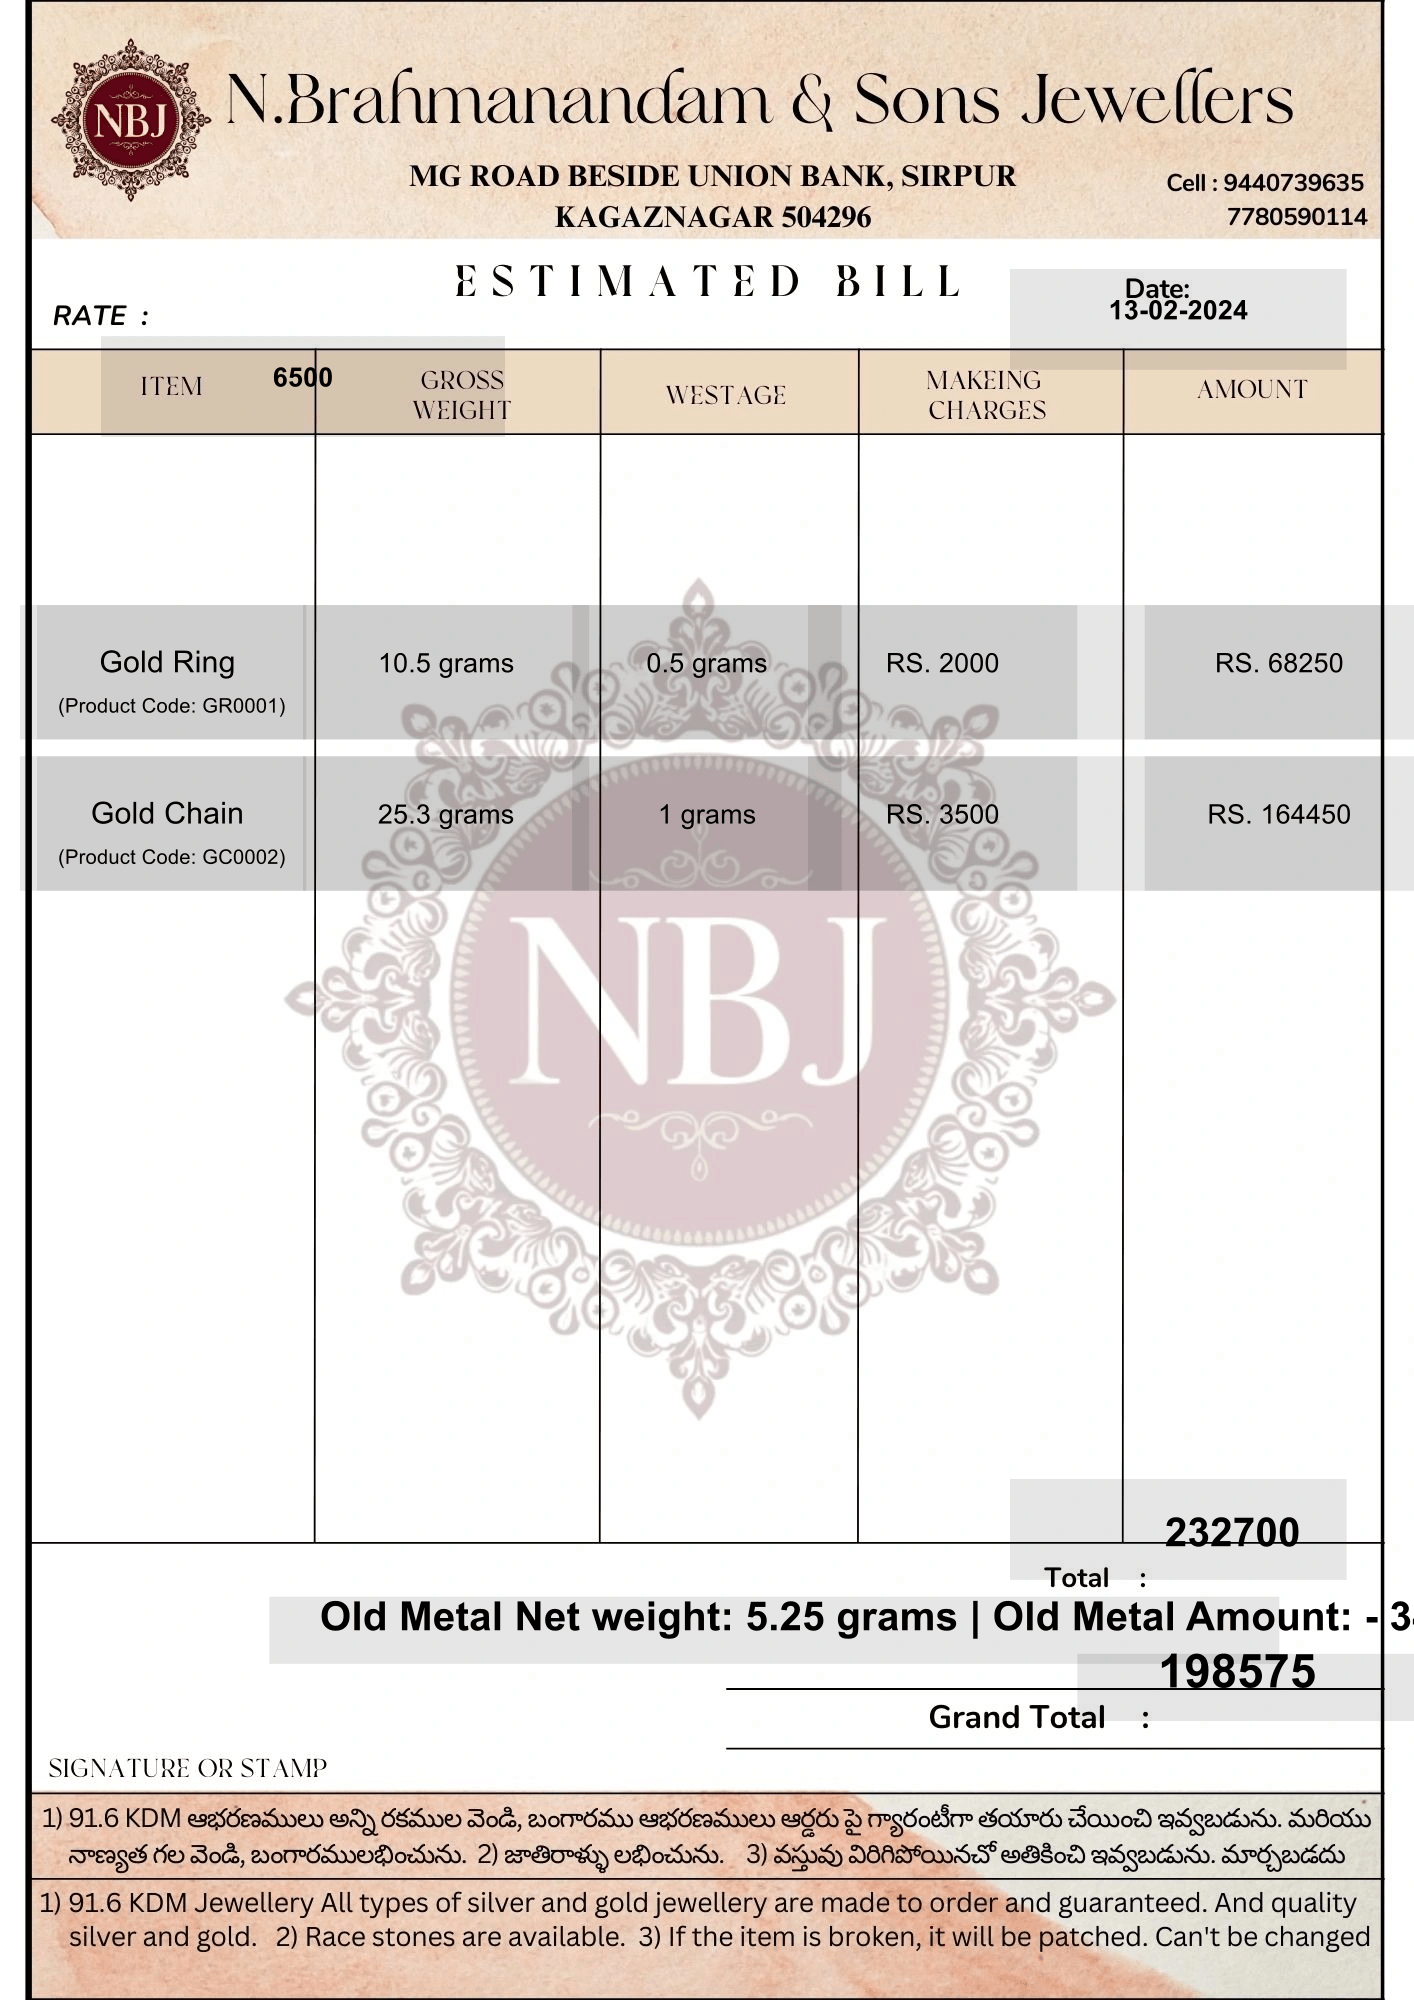 NBJ
N.Brahmanandam & Sons Jewellers
MG ROAD BESIDE UNION BANK, SIRPUR
KAGAZNAGAR 504296
Cell : 9440739635
7780590114
ESTIMATED BILL
Date:
13-02-2024
RATE :
6500
ITEM GROSS WEIGHT WESTAGE MAKEING CHARGES AMOUNT
Gold Ring 10.5 grams 0.5 grams RS. 2000 RS. 68250
(Product Code: GR0001)
Gold Chain 25.3 grams 1 grams RS. 3500 RS. 164450
(Product Code: GC0002)
NBJ
232700
Total :
Old Metal Net weight: 5.25 grams | Old Metal Amount: - 3
198575
Grand Total :
SIGNATURE OR STAMP
1) 91.6 KDM ఆభరణములు అన్ని రకముల వెండి, బంగారము ఆభరణములు ఆర్డరు పై గ్యారంటీగా తయారు చేయించి ఇవ్వబడును. మరియు
నాణ్యత గల వెండి, బంగారములభించును. 2) జాతిరాళ్ళు లభించును. 3) వస్తువు విరిగిపోయినచో అతికించి ఇవ్వబడును. మార్చబడదు
1) 91.6 KDM Jewellery All types of silver and gold jewellery are made to order and guaranteed. And quality
silver and gold. 2) Race stones are available. 3) If the item is broken, it will be patched. Can't be changed